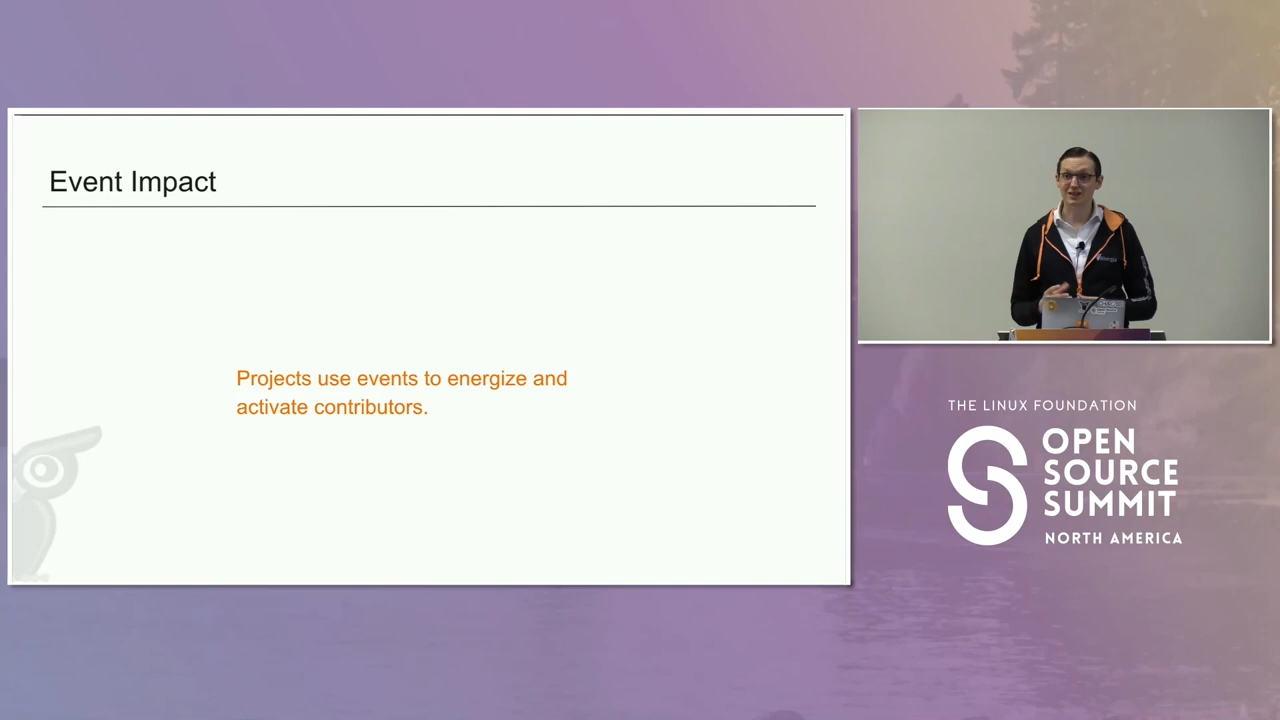 Event Impact
Projects use events to energize and
activate contributors.
THE LINUX FOUNDATION
OPEN
SOURCE
SUMMIT
NORTH AMERICA